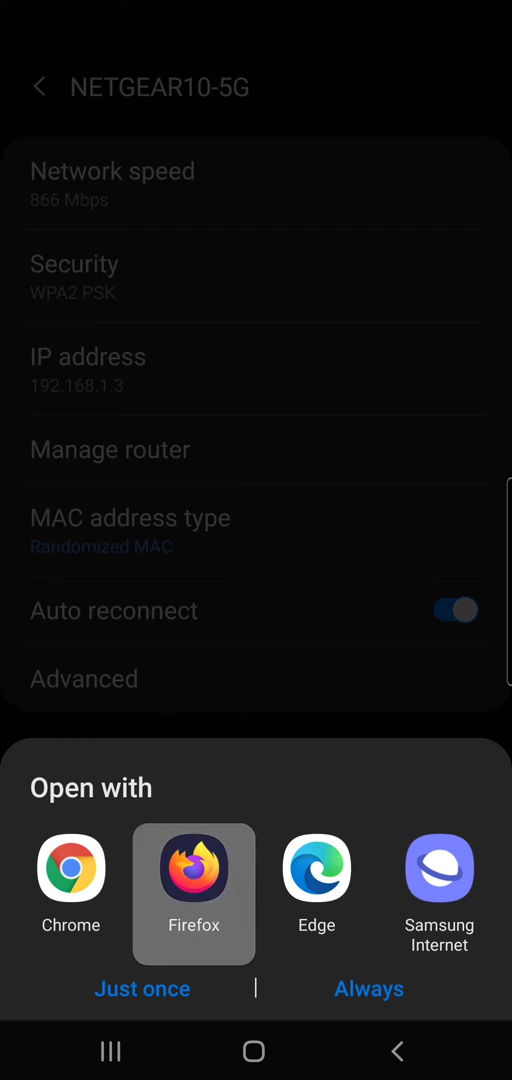 NETGEAR10-5G
Network speed
866 Mbps
Security
WPA2 PSK
IP address
192.168.1.3
Manage router
MAC address type
Randomized MAC
Auto reconnect
Advanced
Open with
Chrome
Firefox
Edge
Samsung
Internet
Just once
Always